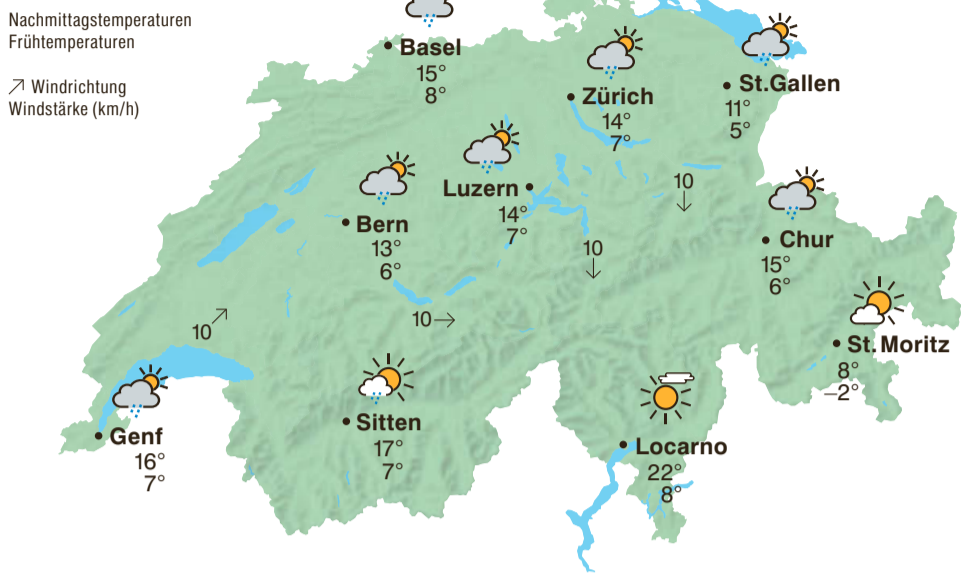 Nachmittagstemperaturen
Frühtemperaturen
Windrichtung
Windstärke (km/h)
Basel
15°
8°
Zürich
14°
7°
St.Gallen
11°
5°
Luzern
14°
7°
10
Bern
13°
6°
10
Chur
15°
6°
10
10
St.Moritz
8°
–2°
Sitten
17°
7°
Genf
16°
7°
Locarno
22°
8°